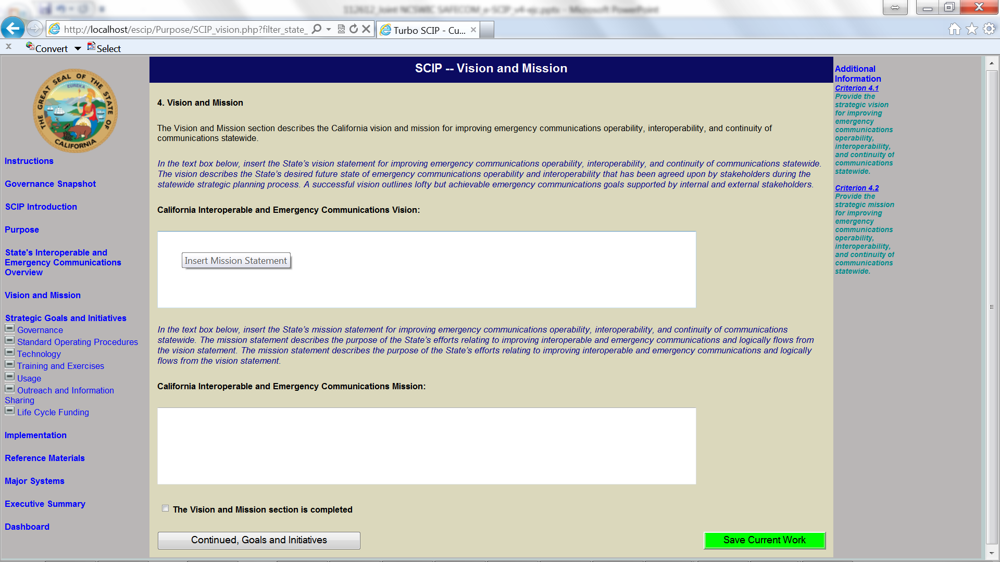 112612_Joint NCSWIC SAFECOM_e-SCIP_v4-ejc.pptx - Microsoft PowerPoint
http://localhost/escip/Purpose/SCIP_vision.php?filter_state_
Turbo SCIP - Cu...
Convert
Select
THE GREAT SEAL OF THE STATE OF CALIFORNIA
EUREKA
Instructions
Governance Snapshot
SCIP Introduction
Purpose
State's Interoperable and
Emergency Communications
Overview
Vision and Mission
Strategic Goals and Initiatives
Governance
Standard Operating Procedures
Technology
Training and Exercises
Usage
Outreach and Information
Sharing
Life Cycle Funding
Implementation
Reference Materials
Major Systems
Executive Summary
Dashboard
SCIP -- Vision and Mission
4. Vision and Mission
The Vision and Mission section describes the California vision and mission for improving emergency communications operability, interoperability, and continuity of
communications statewide.
In the text box below, insert the State’s vision statement for improving emergency communications operability, interoperability, and continuity of communications statewide.
The vision describes the State’s desired future state of emergency communications operability and interoperability that has been agreed upon by stakeholders during the
statewide strategic planning process. A successful vision outlines lofty but achievable emergency communications goals supported by internal and external stakeholders.
California Interoperable and Emergency Communications Vision:
Insert Mission Statement
In the text box below, insert the State’s mission statement for improving emergency communications operability, interoperability, and continuity of communications
statewide. The mission statement describes the purpose of the State’s efforts relating to improving interoperable and emergency communications and logically flows from
the vision statement. The mission statement describes the purpose of the State’s efforts relating to improving interoperable and emergency communications and logically
flows from the vision statement.
California Interoperable and Emergency Communications Mission:
The Vision and Mission section is completed
Continued, Goals and Initiatives
Save Current Work
Additional
Information
Criterion 4.1
Provide the
strategic vision
for improving
emergency
communications
operability,
interoperability,
and continuity of
communications
statewide.
Criterion 4.2
Provide the
strategic mission
for improving
emergency
communications
operability,
interoperability,
and continuity of
communications
statewide.